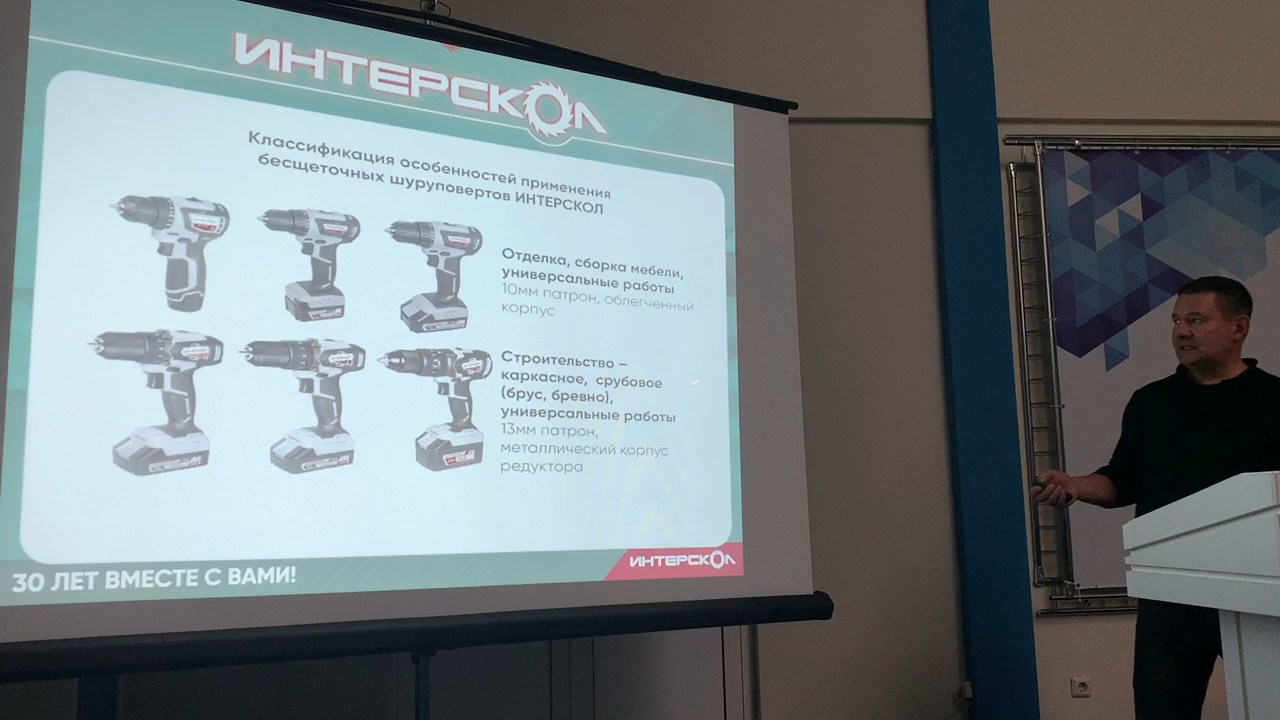 ИНТЕРСКОЛ
Классификация особенностей применения
бесщеточных шуруповертов ИНТЕРСКОЛ
Отделка, сборка мебели,
универсальные работы
10мм патрон, облегченный
корпус
Строительство –
каркасное, срубовое
(брус, бревно),
универсальные работы
13мм патрон,
металлический корпус
редуктора
30 ЛЕТ ВМЕСТЕ С ВАМИ!
ИНТЕРСКОЛ